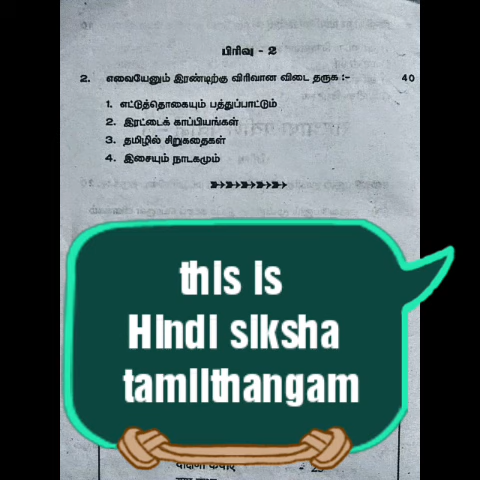 பிரிவு - 2
2. எவையேனும் இரண்டிற்கு விரிவான விடை தருக :- 40
1. எட்டுத்தொகையும் பத்துப்பாட்டும்
2. இரட்டைக் காப்பியங்கள்
3. தமிழில் சிறுகதைகள்
4. இசையும் நாடகமும்
this is
Hindi siksha
tamilthangam